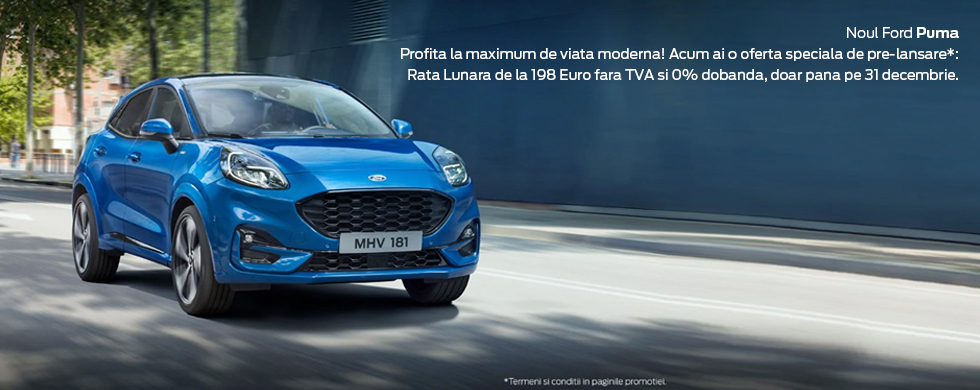 Noul Ford Puma
Profita la maximum de viata moderna! Acum ai o oferta speciala de pre-lansare*:
Rata Lunara de la 198 Euro fara TVA si 0% dobanda, doar pana pe 31 decembrie.
Ford
MHV 181
*Termeni si conditii in paginile promotiei.